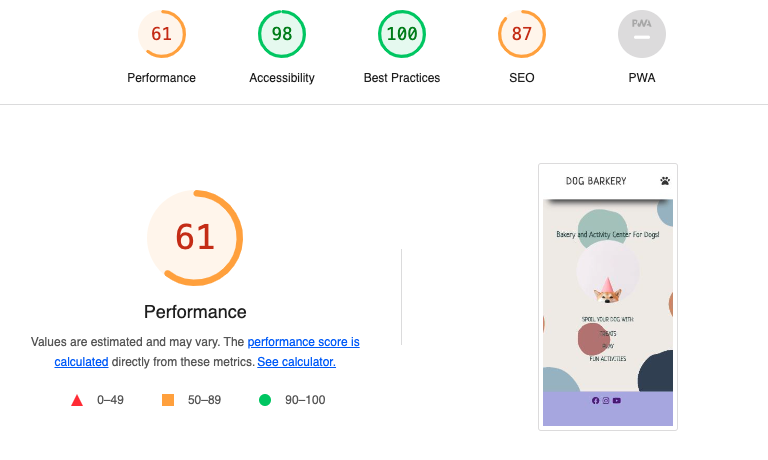 61 98 100 87 PWA
Performance Accessibility Best Practices SEO PWA
61
Performance
Values are estimated and may vary. The performance score is
calculated directly from these metrics. See calculator.
0–49 50–89 90–100
DOG BARKERY
Bakery and Activity Center For Dogs!
SPOIL YOUR DOG WITH:
TREATS
PLAY
FUN ACTIVITIES